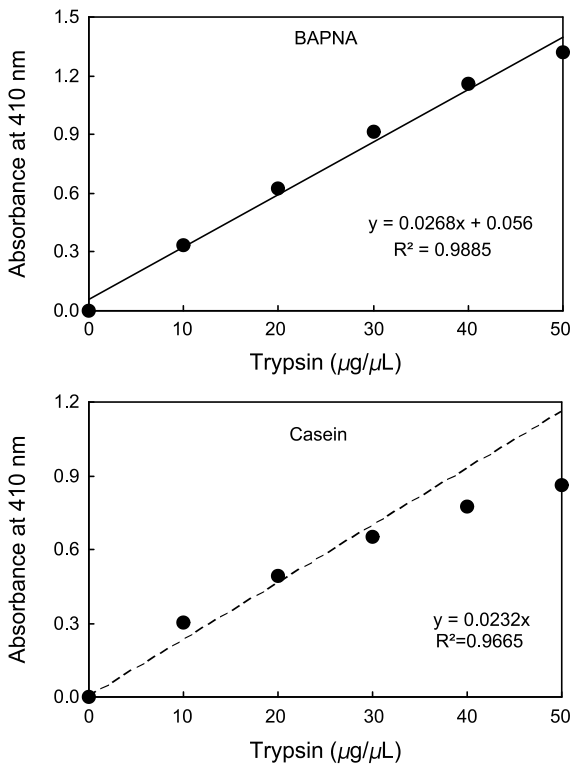 1.5
BAPNA
1.2
0.9
0.6
0.3
0.0
Absorbance at 410 nm
y = 0.0268x + 0.056
R² = 0.9885
0 10 20 30 40 50
Trypsin (µg/µL)
1.2
Casein
0.9
0.6
0.3
0.0
Absorbance at 410 nm
y = 0.0232x
R²=0.9665
0 10 20 30 40 50
Trypsin (µg/µL)